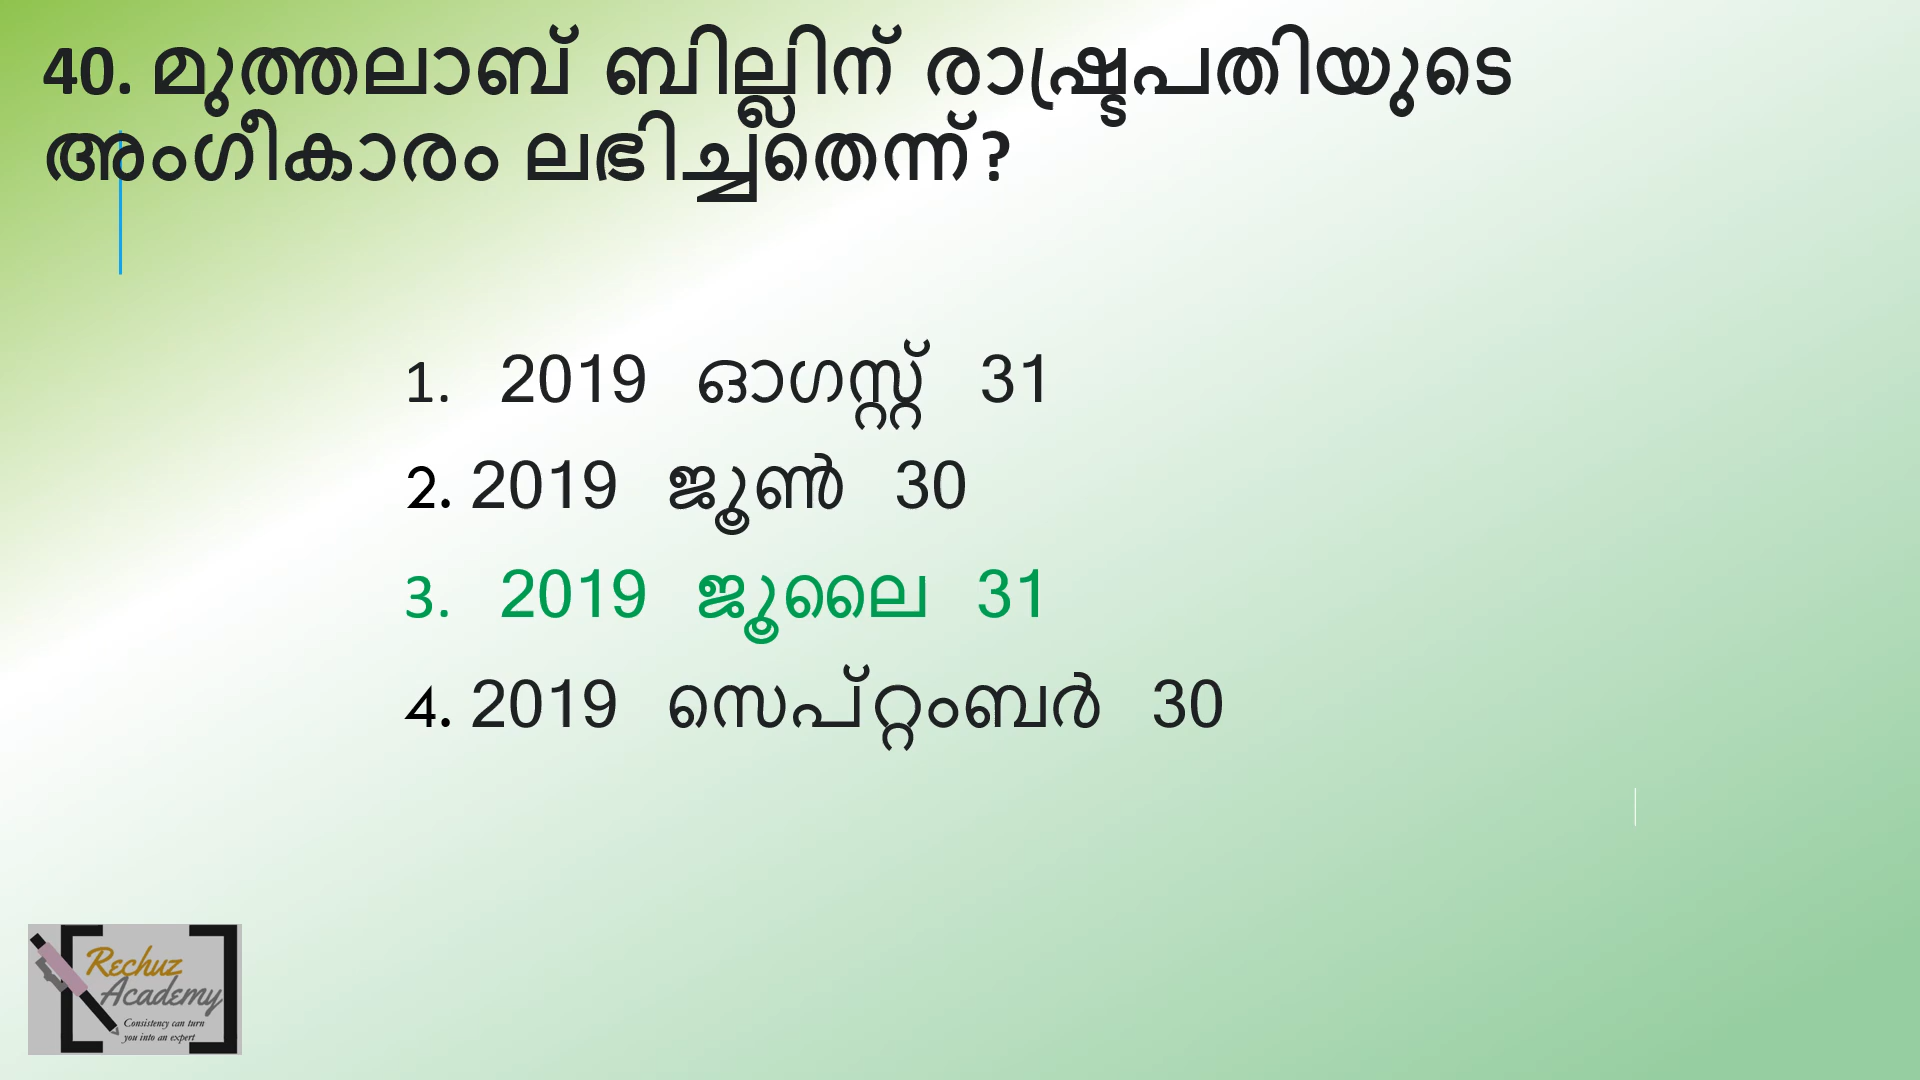 40. മുത്തലാബ് ബില്ലിന് രാഷ്ട്രപതിയുടെ
അംഗീകാരം ലഭിച്ചതെന്ന്?
1. 2019 ഓഗസ്റ്റ് 31
2. 2019 ജൂൺ 30
3. 2019 ജൂലൈ 31
4. 2019 സെപ്റ്റംബർ 30
Rechuz
Academy
Consistency can turn
you into an expert